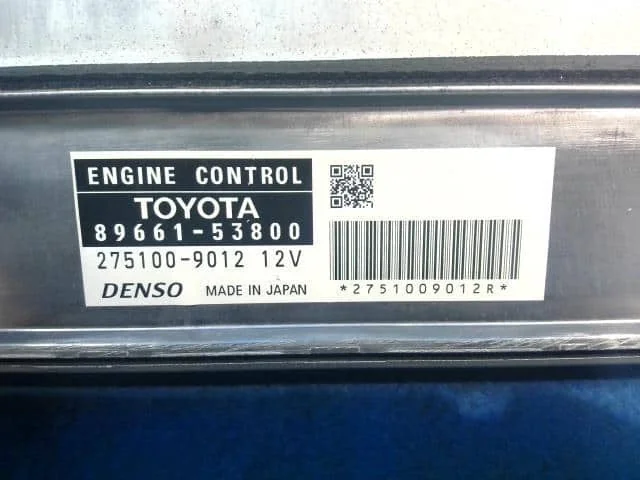 ENGINE CONTROL
TOYOTA
89661-53800
275100-9012 12V
DENSO MADE IN JAPAN
*2751009012R*